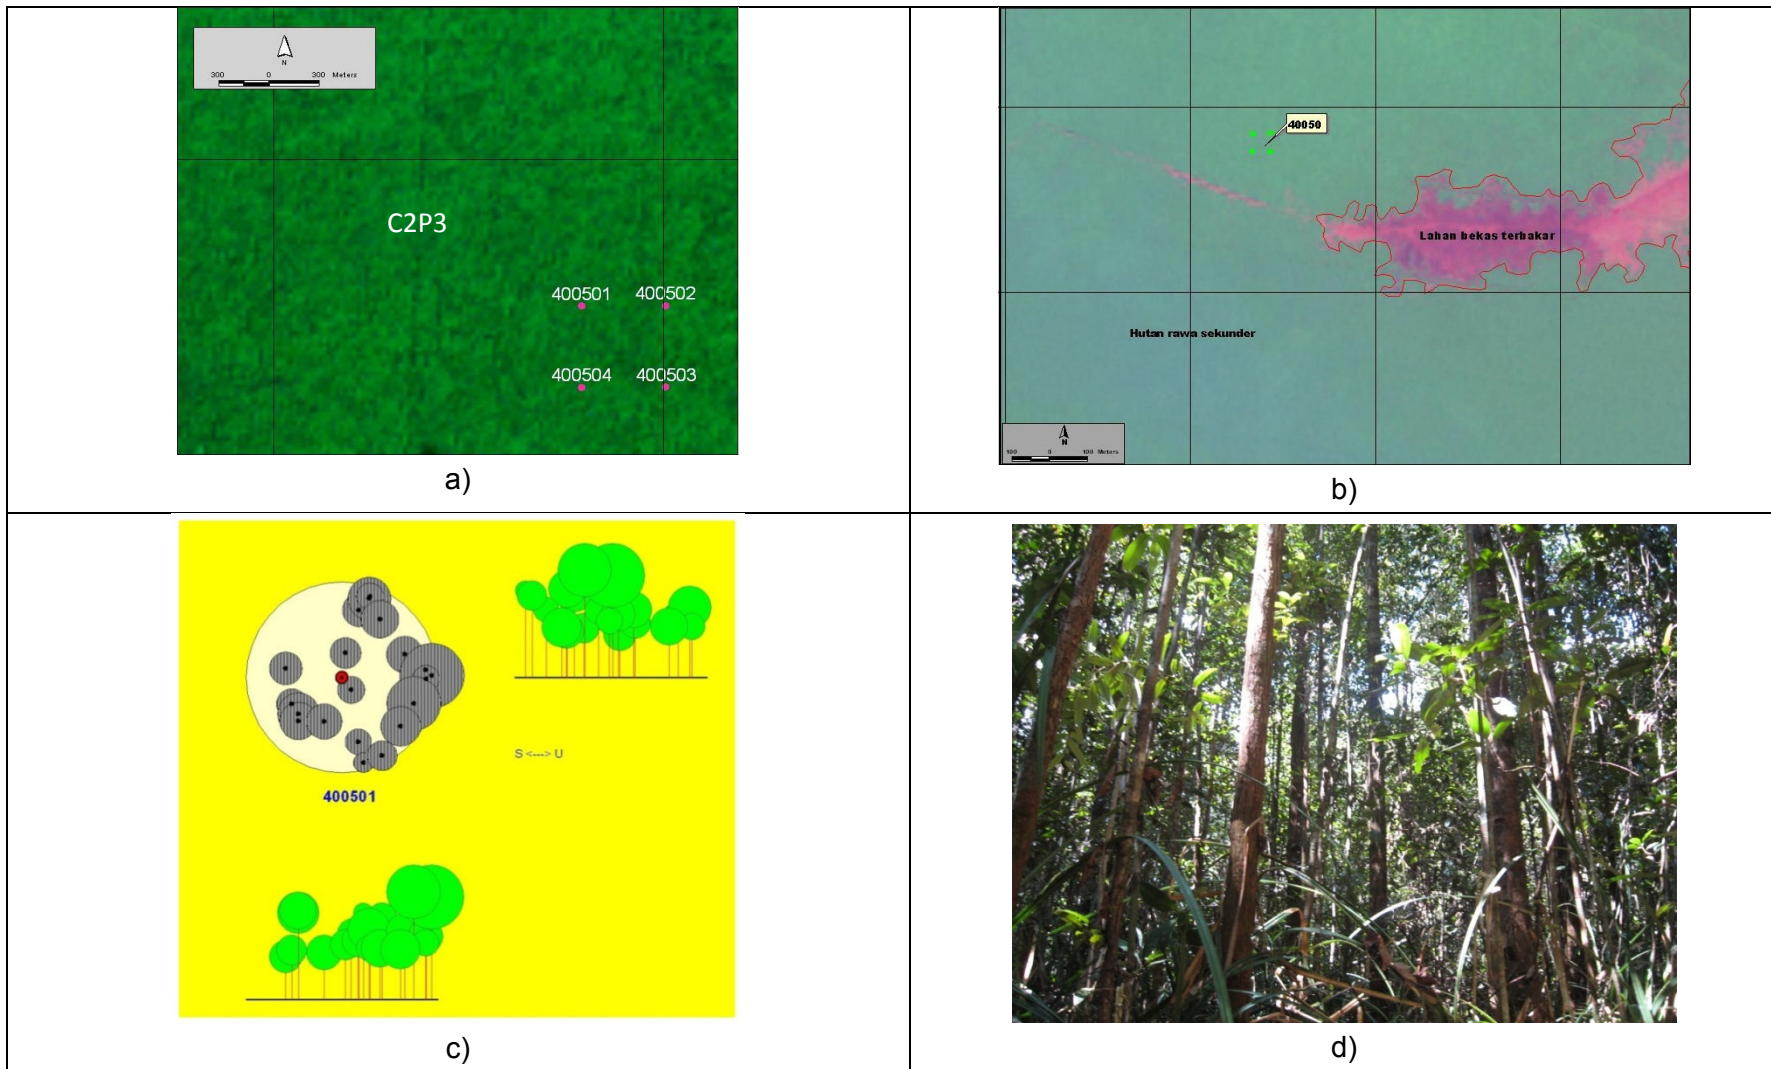 N
300 0 300 Meters
C2P3
400501 400502
400504 400503
a)
40050
Lahan bekas terbakar
Hutan rawa sekunder
N
100 0 100 Meters
b)
S <---> U
400501
c)
d)